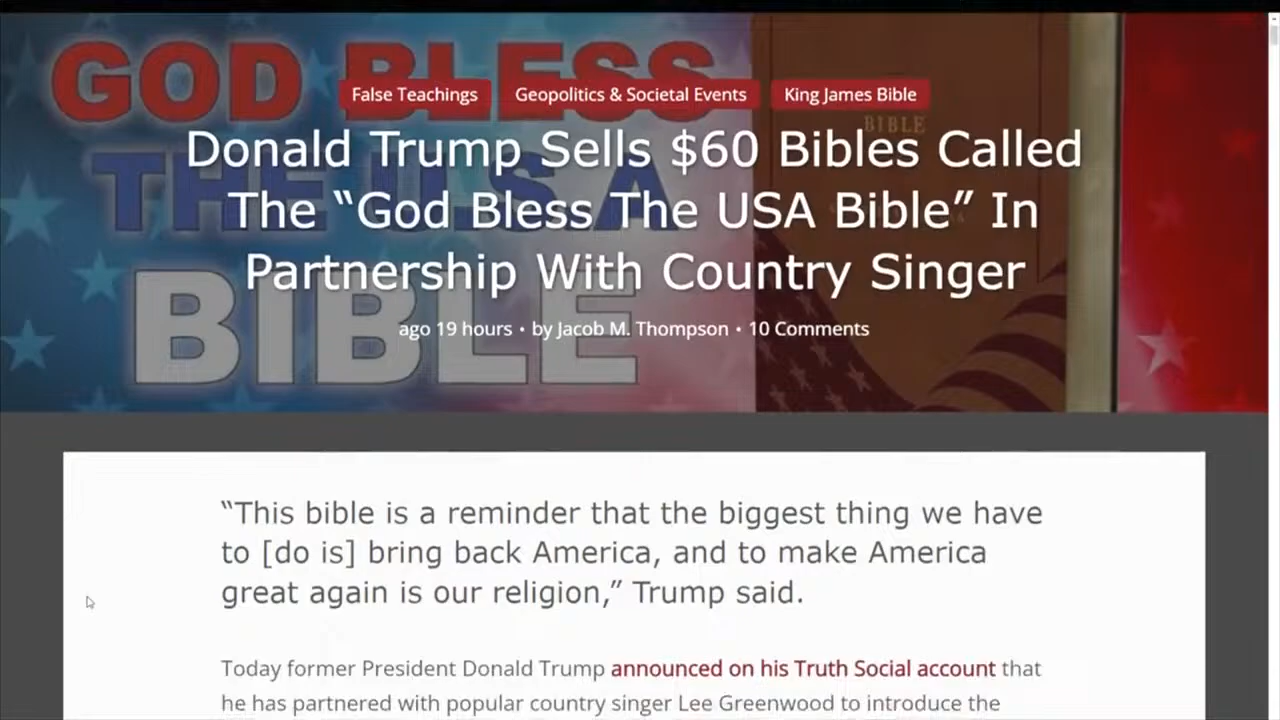 GOD BLESS
THE USA
BIBLE
BIBLE
False Teachings
Geopolitics & Societal Events
King James Bible
Donald Trump Sells $60 Bibles Called
The “God Bless The USA Bible” In
Partnership With Country Singer
ago 19 hours • by Jacob M. Thompson • 10 Comments
“This bible is a reminder that the biggest thing we have
to [do is] bring back America, and to make America
great again is our religion,” Trump said.
Today former President Donald Trump announced on his Truth Social account that
he has partnered with popular country singer Lee Greenwood to introduce the